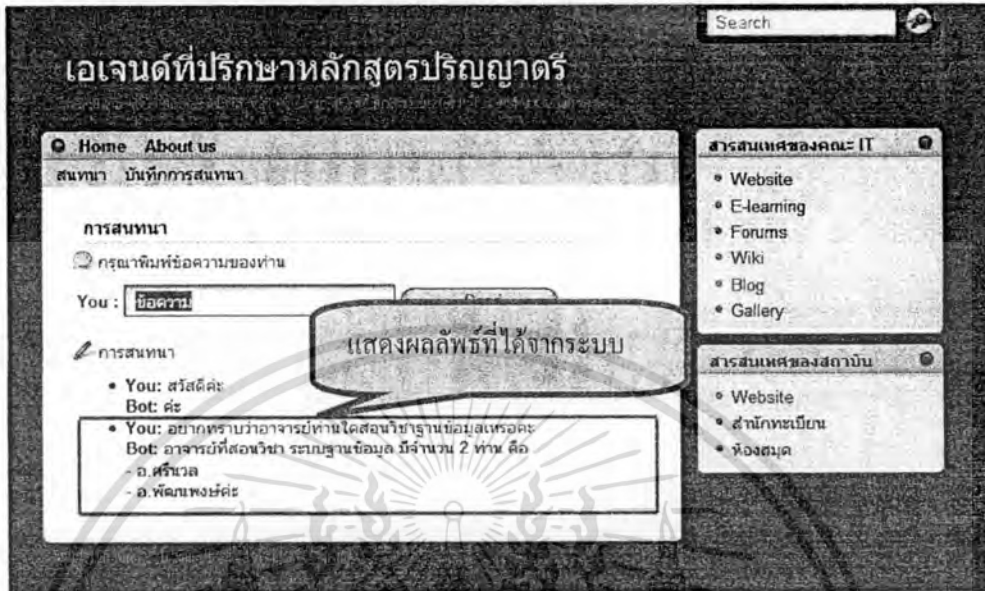 Search
เอเจนด์ที่ปรึกษาหลักสูตรปริญญาตรี
Home About us
สนทนา บันทึกการสนทนา
การสนทนา
กรุณาพิมพ์ข้อความของท่าน
You : ข้อความ
แสดงผลลัพธ์ที่ได้จากระบบ
การสนทนา
You: สวัสดีค่ะ
Bot: ค่ะ
You: อยากทราบว่าอาจารย์ท่านใดสอนวิชาฐานข้อมูลเหรอคะ
Bot: อาจารย์ที่สอนวิชา ระบบฐานข้อมูล มีจำนวน 2 ท่าน คือ
- อ.ศรีนวล
- อ.พัฒนพงษ์ค่ะ
สารสนเทศของคณะ IT
Website
E-learning
Forums
Wiki
Blog
Gallery
สารสนเทศของสถาบัน
Website
สำนักทะเบียน
ห้องสมุด